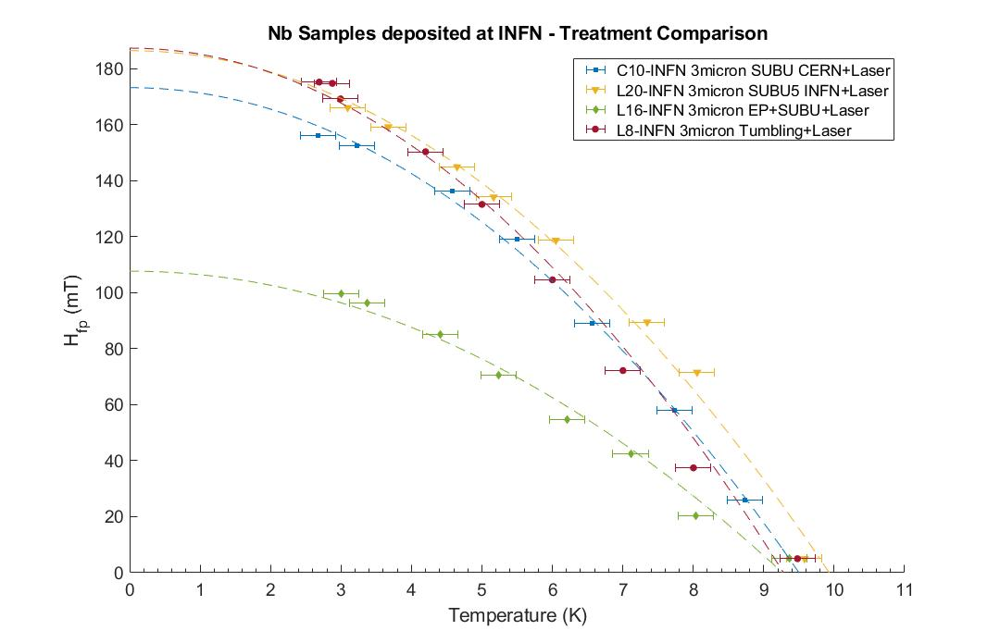 Nb Samples deposited at INFN - Treatment Comparison
C10-INFN 3micron SUBU CERN+Laser
L20-INFN 3micron SUBU5 INFN+Laser
L16-INFN 3micron EP+SUBU+Laser
L8-INFN 3micron Tumbling+Laser
180
160
140
120
100
80
60
40
20
0
H_fp (mT)
0 1 2 3 4 5 6 7 8 9 10 11
Temperature (K)